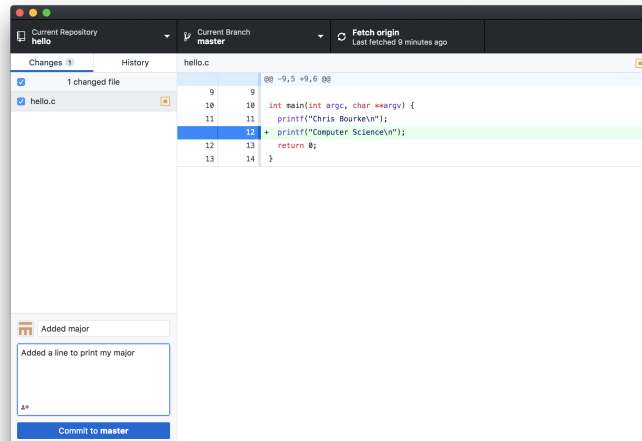 Current Repository
hello
Current Branch
master
Fetch origin
Last fetched 9 minutes ago
Changes 1
History
hello.c
1 changed file
hello.c
@@ -9,5 +9,6 @@
9 9
10 10 int main(int argc, char **argv) {
11 11 printf("Chris Bourke\n");
12 + printf("Computer Science\n");
12 13 return 0;
13 14 }
Added major
Added a line to print my major
Commit to master